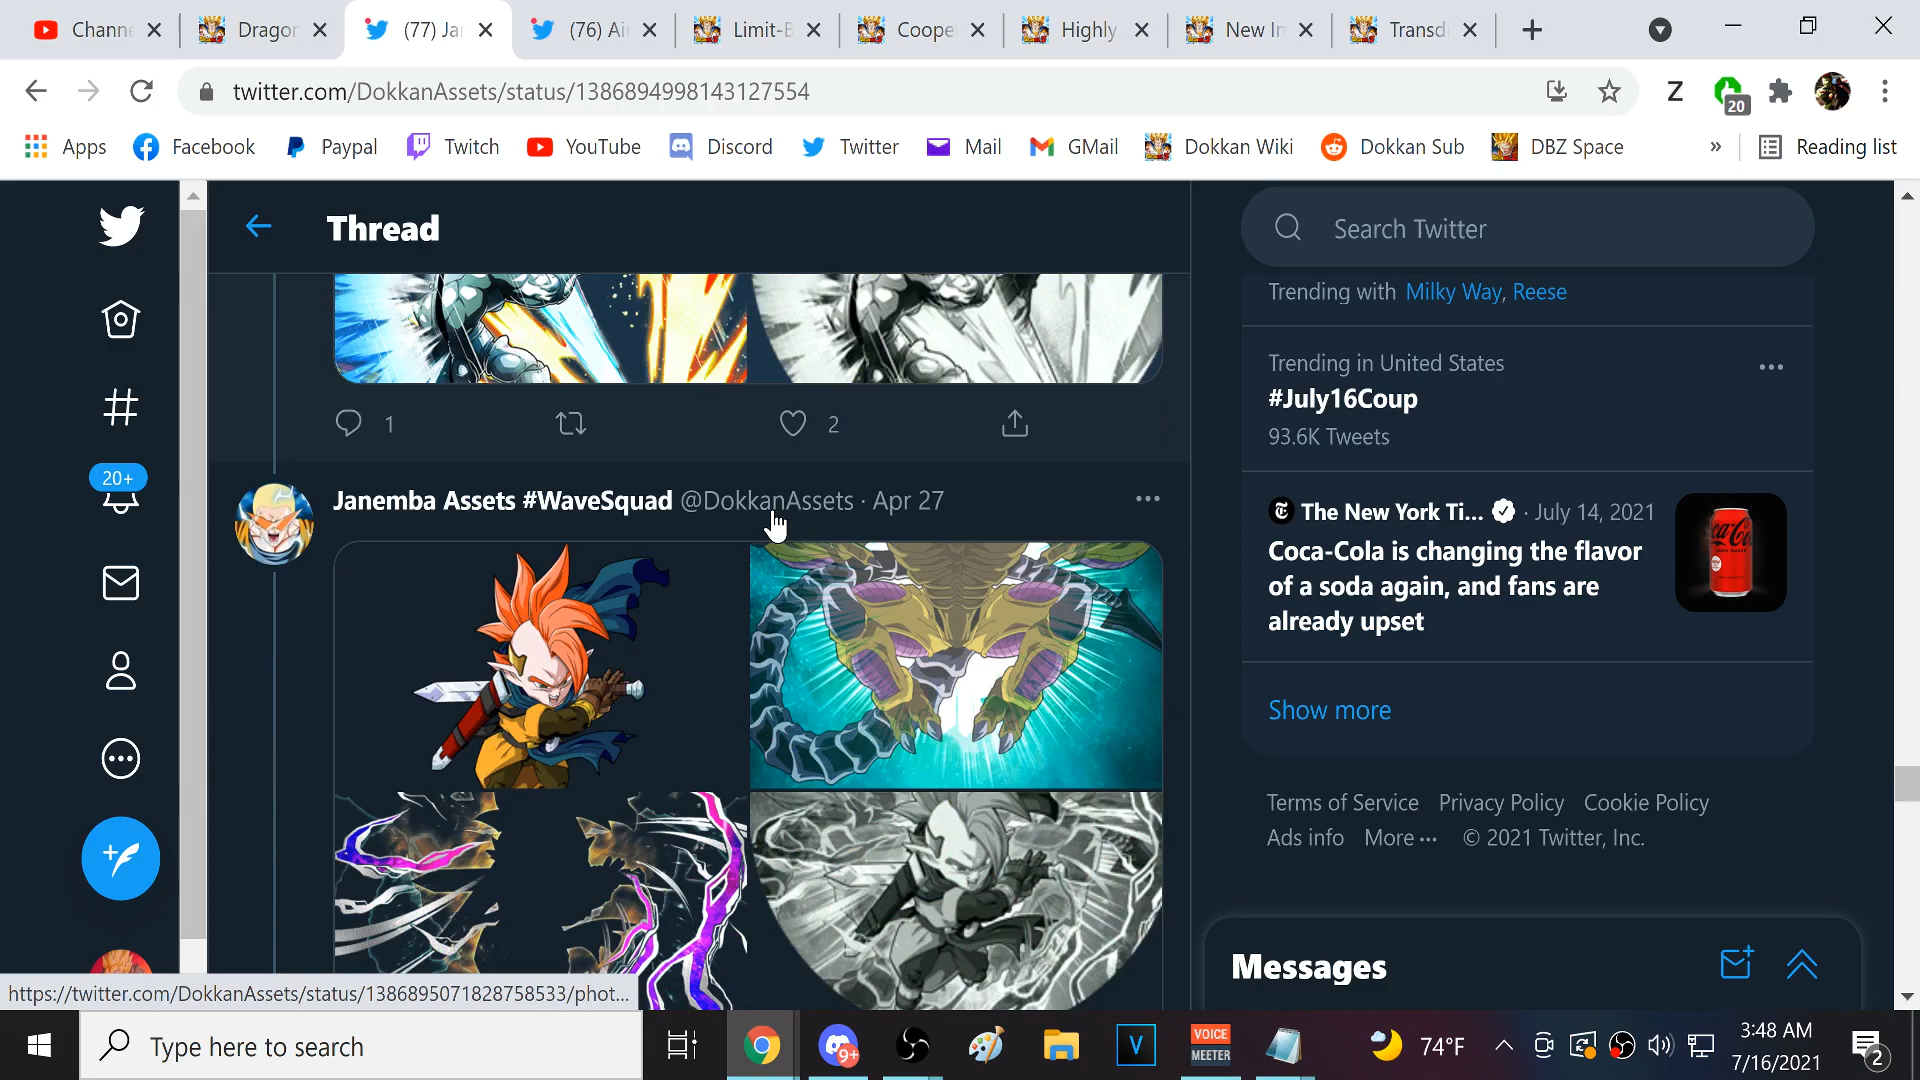 Chann
Dragon
(77) Ja
(76) Ai
Limit-B
Coope
Highly
New In
Transd
twitter.com/DokkanAssets/status/1386894998143127554
Z
20
Apps
Facebook
Paypal
Twitch
YouTube
Discord
Twitter
Mail
GMail
Dokkan Wiki
Dokkan Sub
DBZ Space
»
Reading list
Thread
Search Twitter
Trending with Milky Way, Reese
Trending in United States
#July16Coup
93.6K Tweets
1
2
20+
Janemba Assets #WaveSquad @DokkanAssets · Apr 27
The New York Ti... · July 14, 2021
Coca-Cola is changing the flavor
of a soda again, and fans are
already upset
Show more
Terms of Service Privacy Policy Cookie Policy
Ads info More ··· © 2021 Twitter, Inc.
Messages
https://twitter.com/DokkanAssets/status/1386895071828758533/phot...
Type here to search
9+
V
VOICE
MEETER
74°F
3:48 AM
7/16/2021
2